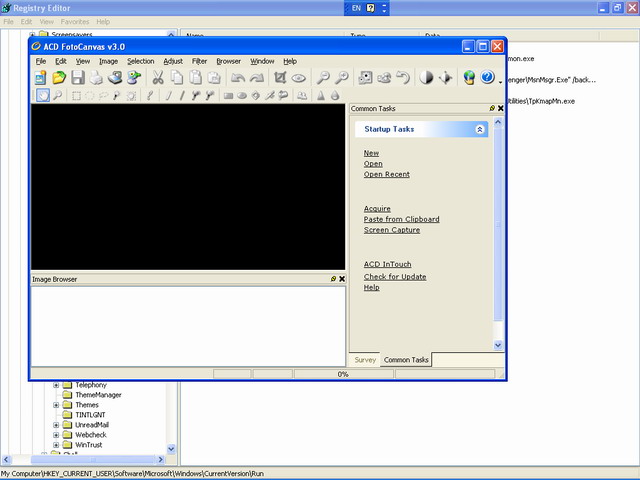 Registry Editor
EN
File Edit View Favorites Help
Screensavers
Name Type Data
ACD FotoCanvas v3.0
File Edit View Image Selection Adjust Filter Browser Window Help
mon.exe
enger\MsnMsgr.Exe" /back...
tilities\TpKmapMn.exe
Common Tasks
Startup Tasks
New
Open
Open Recent
Acquire
Paste from Clipboard
Screen Capture
ACD InTouch
Check for Update
Help
Image Browser
Survey Common Tasks
0%
Telephony
ThemeManager
Themes
TINTLGNT
UnreadMail
Webcheck
WinTrust
My Computer\HKEY_CURRENT_USER\Software\Microsoft\Windows\CurrentVersion\Run